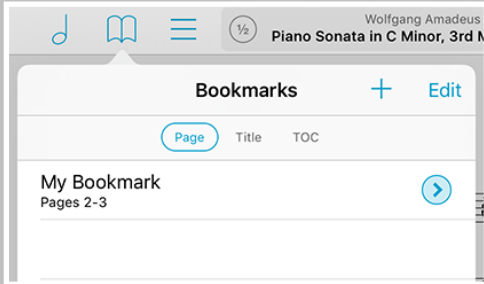 ½
Wolfgang Amadeus
Piano Sonata in C Minor, 3rd
Bookmarks + Edit
Page Title TOC
My Bookmark
Pages 2-3